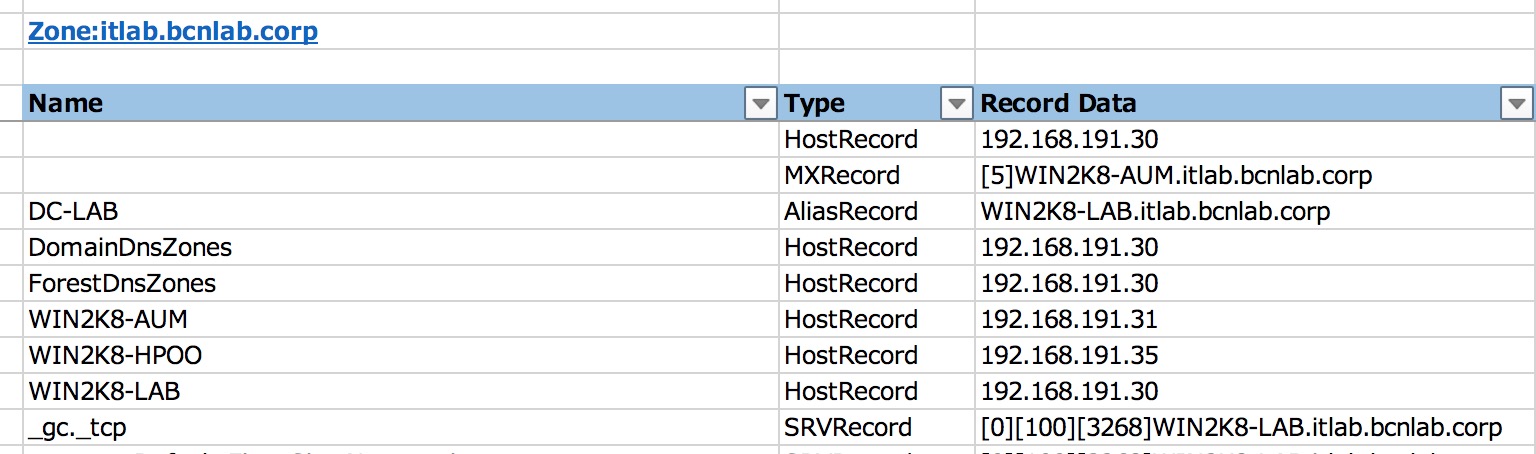 Zone:itlab.bcnlab.corp
Name Type Record Data
HostRecord 192.168.191.30
MXRecord [5]WIN2K8-AUM.itlab.bcnlab.corp
DC-LAB AliasRecord WIN2K8-LAB.itlab.bcnlab.corp
DomainDnsZones HostRecord 192.168.191.30
ForestDnsZones HostRecord 192.168.191.30
WIN2K8-AUM HostRecord 192.168.191.31
WIN2K8-HPOO HostRecord 192.168.191.35
WIN2K8-LAB HostRecord 192.168.191.30
_gc._tcp SRVRecord [0][100][3268]WIN2K8-LAB.itlab.bcnlab.corp